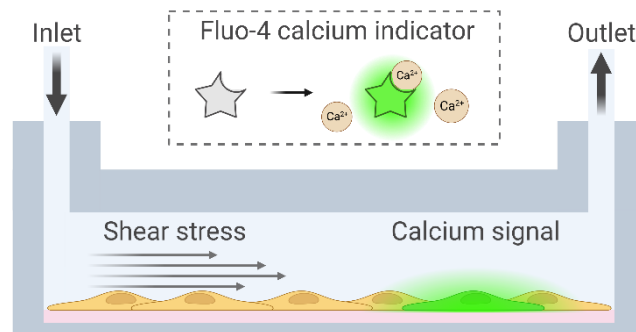 Inlet
Fluo-4 calcium indicator
Outlet
Ca²⁺
Ca²⁺
Ca²⁺
Shear stress
Calcium signal